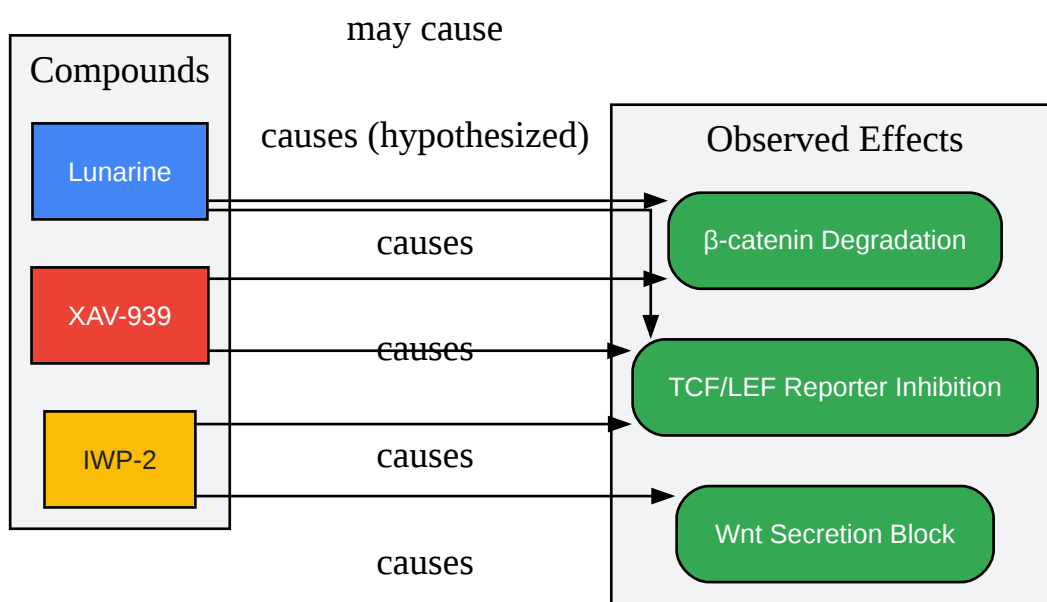 may cause
Compounds
causes (hypothesized)
Observed Effects
Lunarine
β-catenin Degradation
causes
XAV-939
causes
TCF/LEF Reporter Inhibition
IWP-2
causes
Wnt Secretion Block
causes